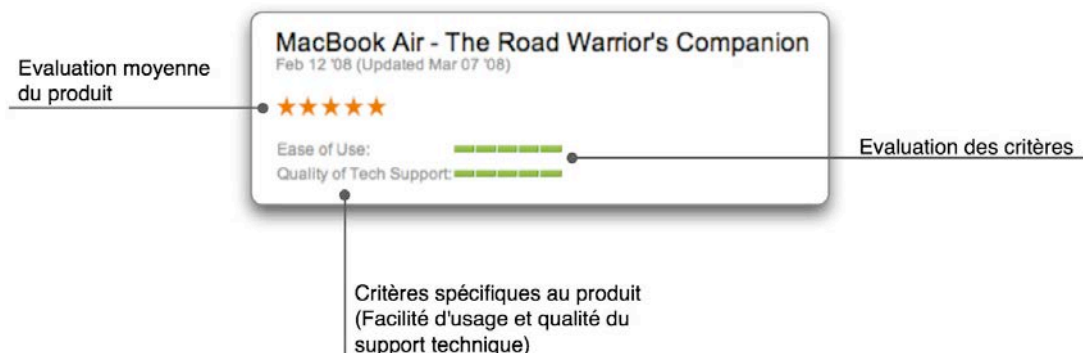 MacBook Air - The Road Warrior's Companion
Feb 12 '08 (Updated Mar 07 '08)
Evaluation moyenne
du produit
Ease of Use:
Quality of Tech Support:
Evaluation des critères
Critères spécifiques au produit
(Facilité d'usage et qualité du
support technique)